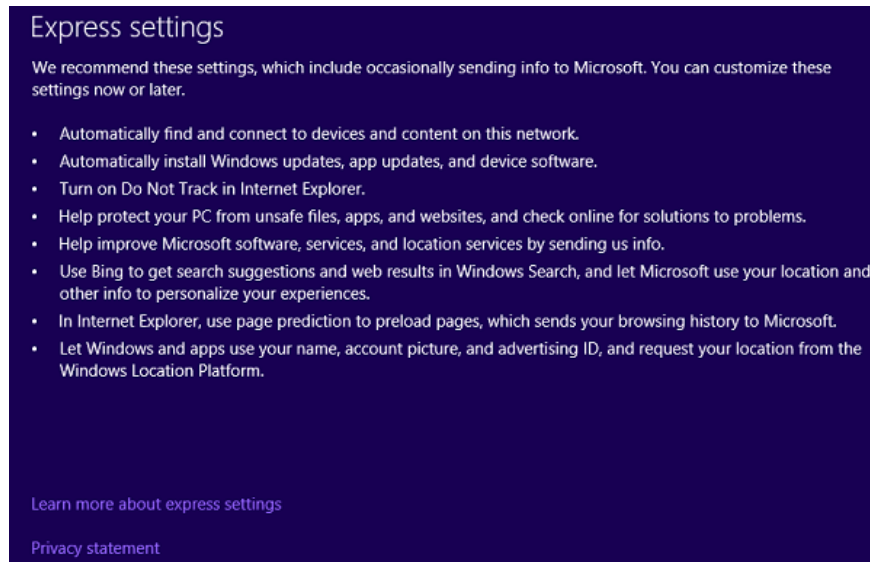 Express settings
We recommend these settings, which include occasionally sending info to Microsoft. You can customize these
settings now or later.
• Automatically find and connect to devices and content on this network.
• Automatically install Windows updates, app updates, and device software.
• Turn on Do Not Track in Internet Explorer.
• Help protect your PC from unsafe files, apps, and websites, and check online for solutions to problems.
• Help improve Microsoft software, services, and location services by sending us info.
• Use Bing to get search suggestions and web results in Windows Search, and let Microsoft use your location and
other info to personalize your experiences.
• In Internet Explorer, use page prediction to preload pages, which sends your browsing history to Microsoft.
• Let Windows and apps use your name, account picture, and advertising ID, and request your location from the
Windows Location Platform.
Learn more about express settings
Privacy statement